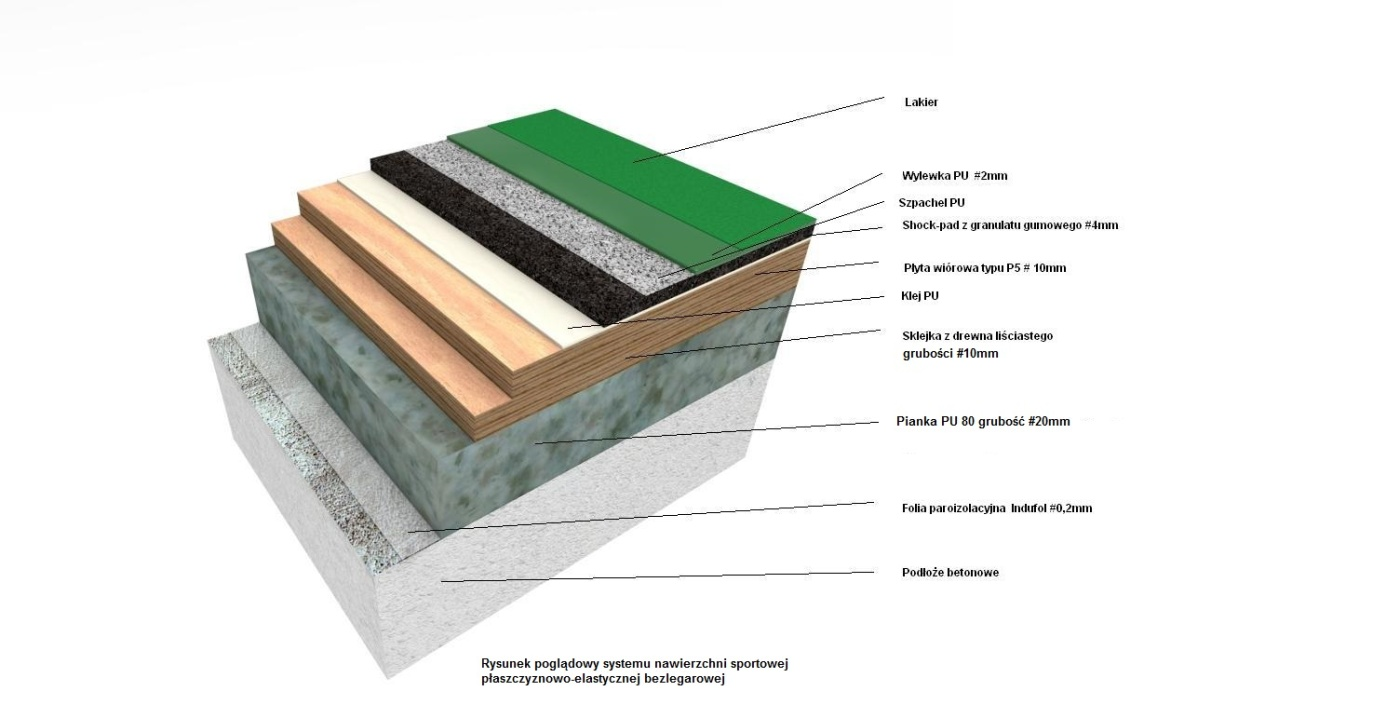 Lakier
Wylewka PU #2mm
Szpachel PU
Shock-pad z granulatu gumowego #4mm
Płyta wiórowa typu P5 # 10mm
Klej PU
Sklejka z drewna liściastego
grubości #10mm
Pianka PU 80 grubość #20mm
Folia paroizolacyjna Indufol #0,2mm
Podłoże betonowe
Rysunek poglądowy systemu nawierzchni sportowej
płaszczyznowo-elastycznej bezlegarowej